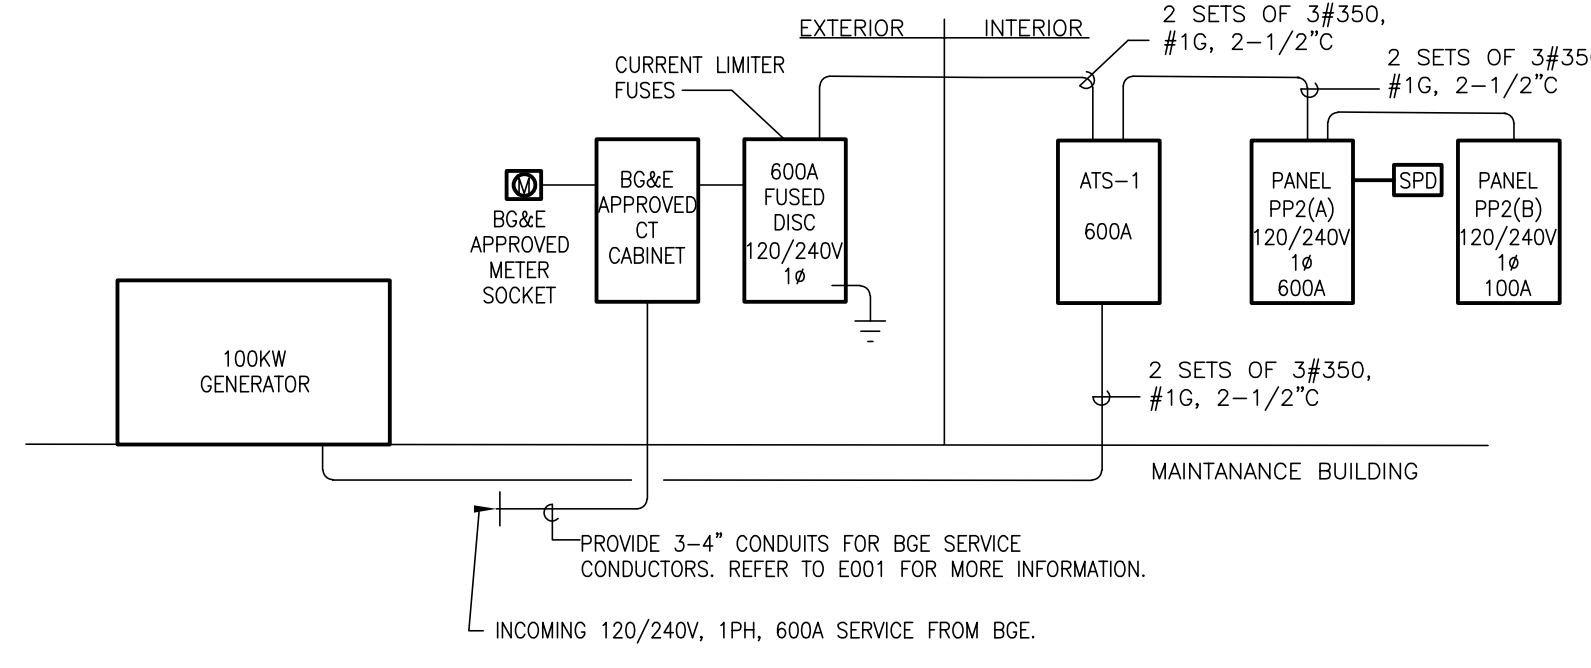 EXTERIOR
INTERIOR
2 SETS OF 3#350,
#1G, 2-1/2"C
2 SETS OF 3#35
#1G, 2-1/2"C
CURRENT LIMITER
FUSES
M
BG&E
APPROVED
METER
SOCKET
BG&E
APPROVED
CT
CABINET
600A
FUSED
DISC
120/240V
1ø
ATS-1
600A
PANEL
PP2(A)
120/240V
1ø
600A
SPD
PANEL
PP2(B)
120/240V
1ø
100A
100KW
GENERATOR
2 SETS OF 3#350,
#1G, 2-1/2"C
MAINTANANCE BUILDING
PROVIDE 3-4" CONDUITS FOR BGE SERVICE
CONDUCTORS. REFER TO E001 FOR MORE INFORMATION.
INCOMING 120/240V, 1PH, 600A SERVICE FROM BGE.